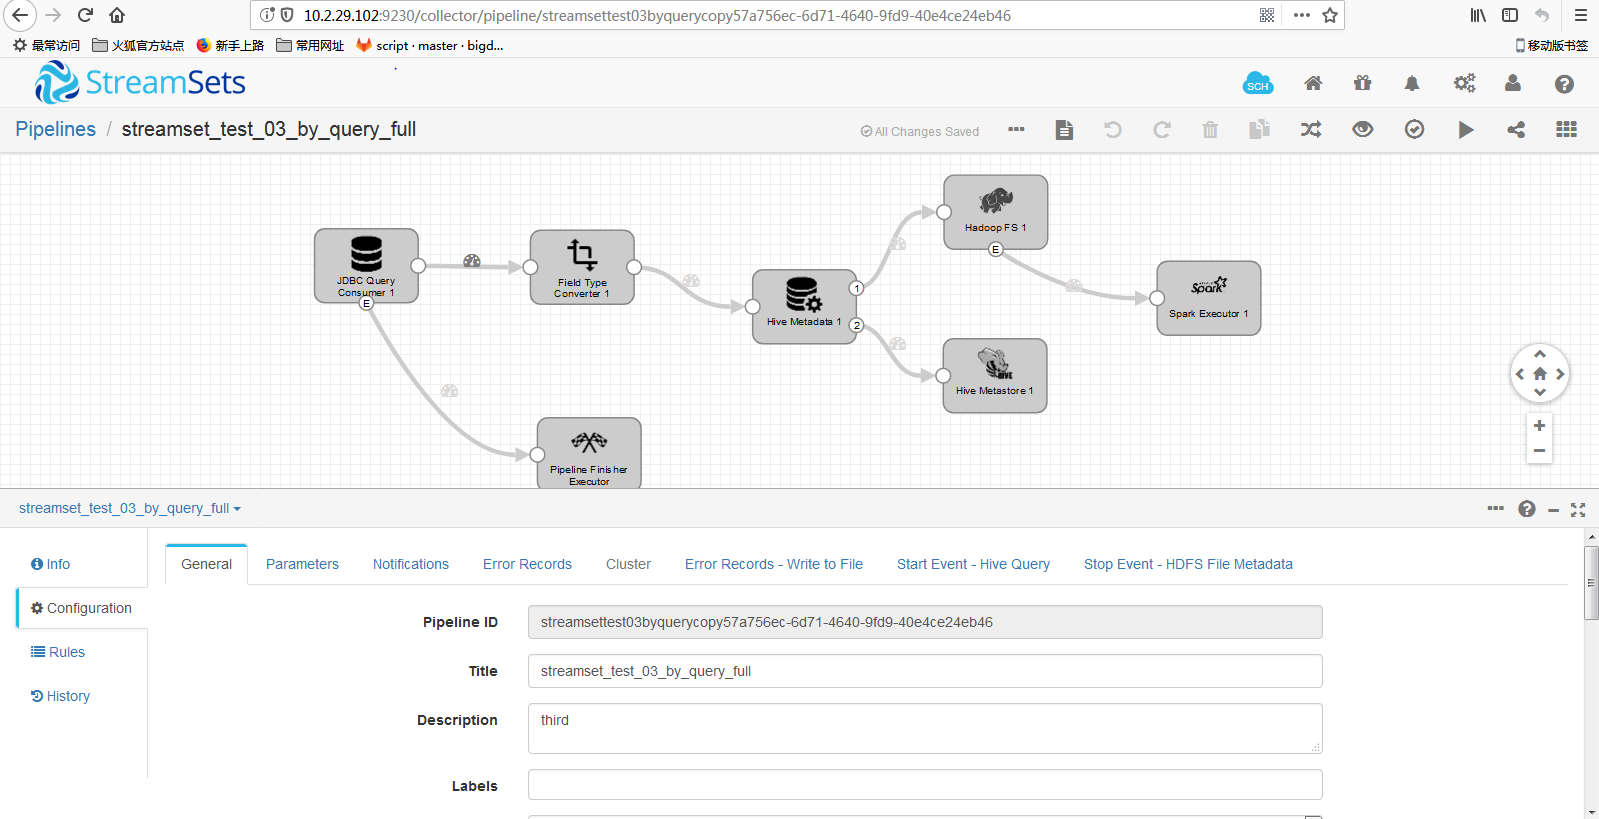 10.2.29.102:9230/collector/pipeline/streamsettest03byquerycopy57a756ec-6d71-4640-9fd9-40e4ce24eb46
最常访问 火狐官方站点 新手上路 常用网址 script · master · bigd... 移动版书签
StreamSets
SCH
Pipelines / streamset_test_03_by_query_full
All Changes Saved
JDBC Query
Consumer 1
E
Field Type
Converter 1
Hive Metadata 1
1
2
Hadoop FS 1
E
Spark
Spark Executor 1
HIVE
Hive Metastore 1
Pipeline Finisher
Executor
streamset_test_03_by_query_full
Info
Configuration
Rules
History
General Parameters Notifications Error Records Cluster Error Records - Write to File Start Event - Hive Query Stop Event - HDFS File Metadata
Pipeline ID streamsettest03byquerycopy57a756ec-6d71-4640-9fd9-40e4ce24eb46
Title streamset_test_03_by_query_full
Description third
Labels